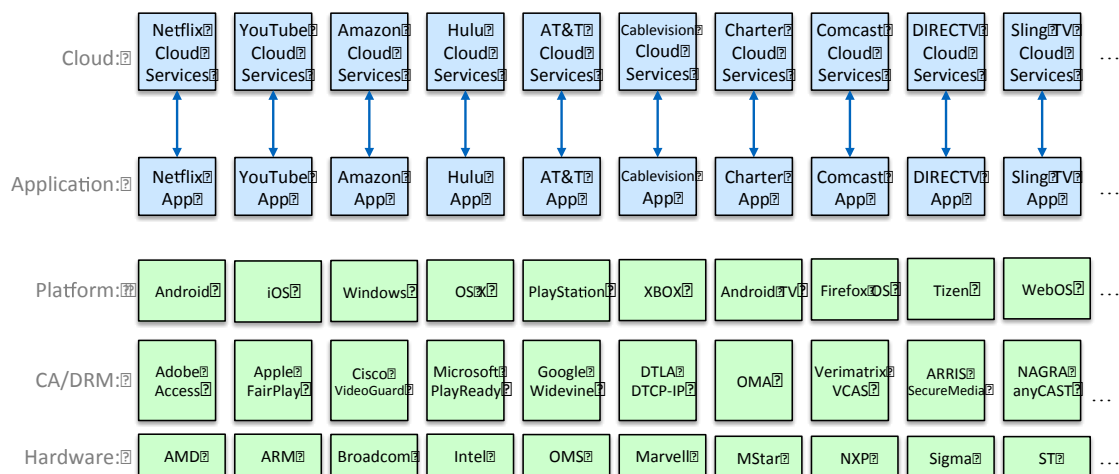 Cloud: Netflix Cloud Services YouTube Cloud Services Amazon Cloud Services Hulu Cloud Services AT&T Cloud Services Cablevision Cloud Services Charter Cloud Services Comcast Cloud Services DIRECTV Cloud Services Sling TV Cloud Services ...
Application: Netflix App YouTube App Amazon App Hulu App AT&T App Cablevision App Charter App Comcast App DIRECTV App Sling TV App ...
Platform: Android iOS Windows OS X PlayStation XBOX Android TV Firefox OS Tizen WebOS ...
CA/DRM: Adobe Access Apple FairPlay Cisco VideoGuard Microsoft PlayReady Google Widevine DTLA DTCP-IP OMA Verimatrix VCAS ARRIS SecureMedia NAGRA anyCAST ...
Hardware: AMD ARM Broadcom Intel OMS Marvell MStar NXP Sigma ST ...